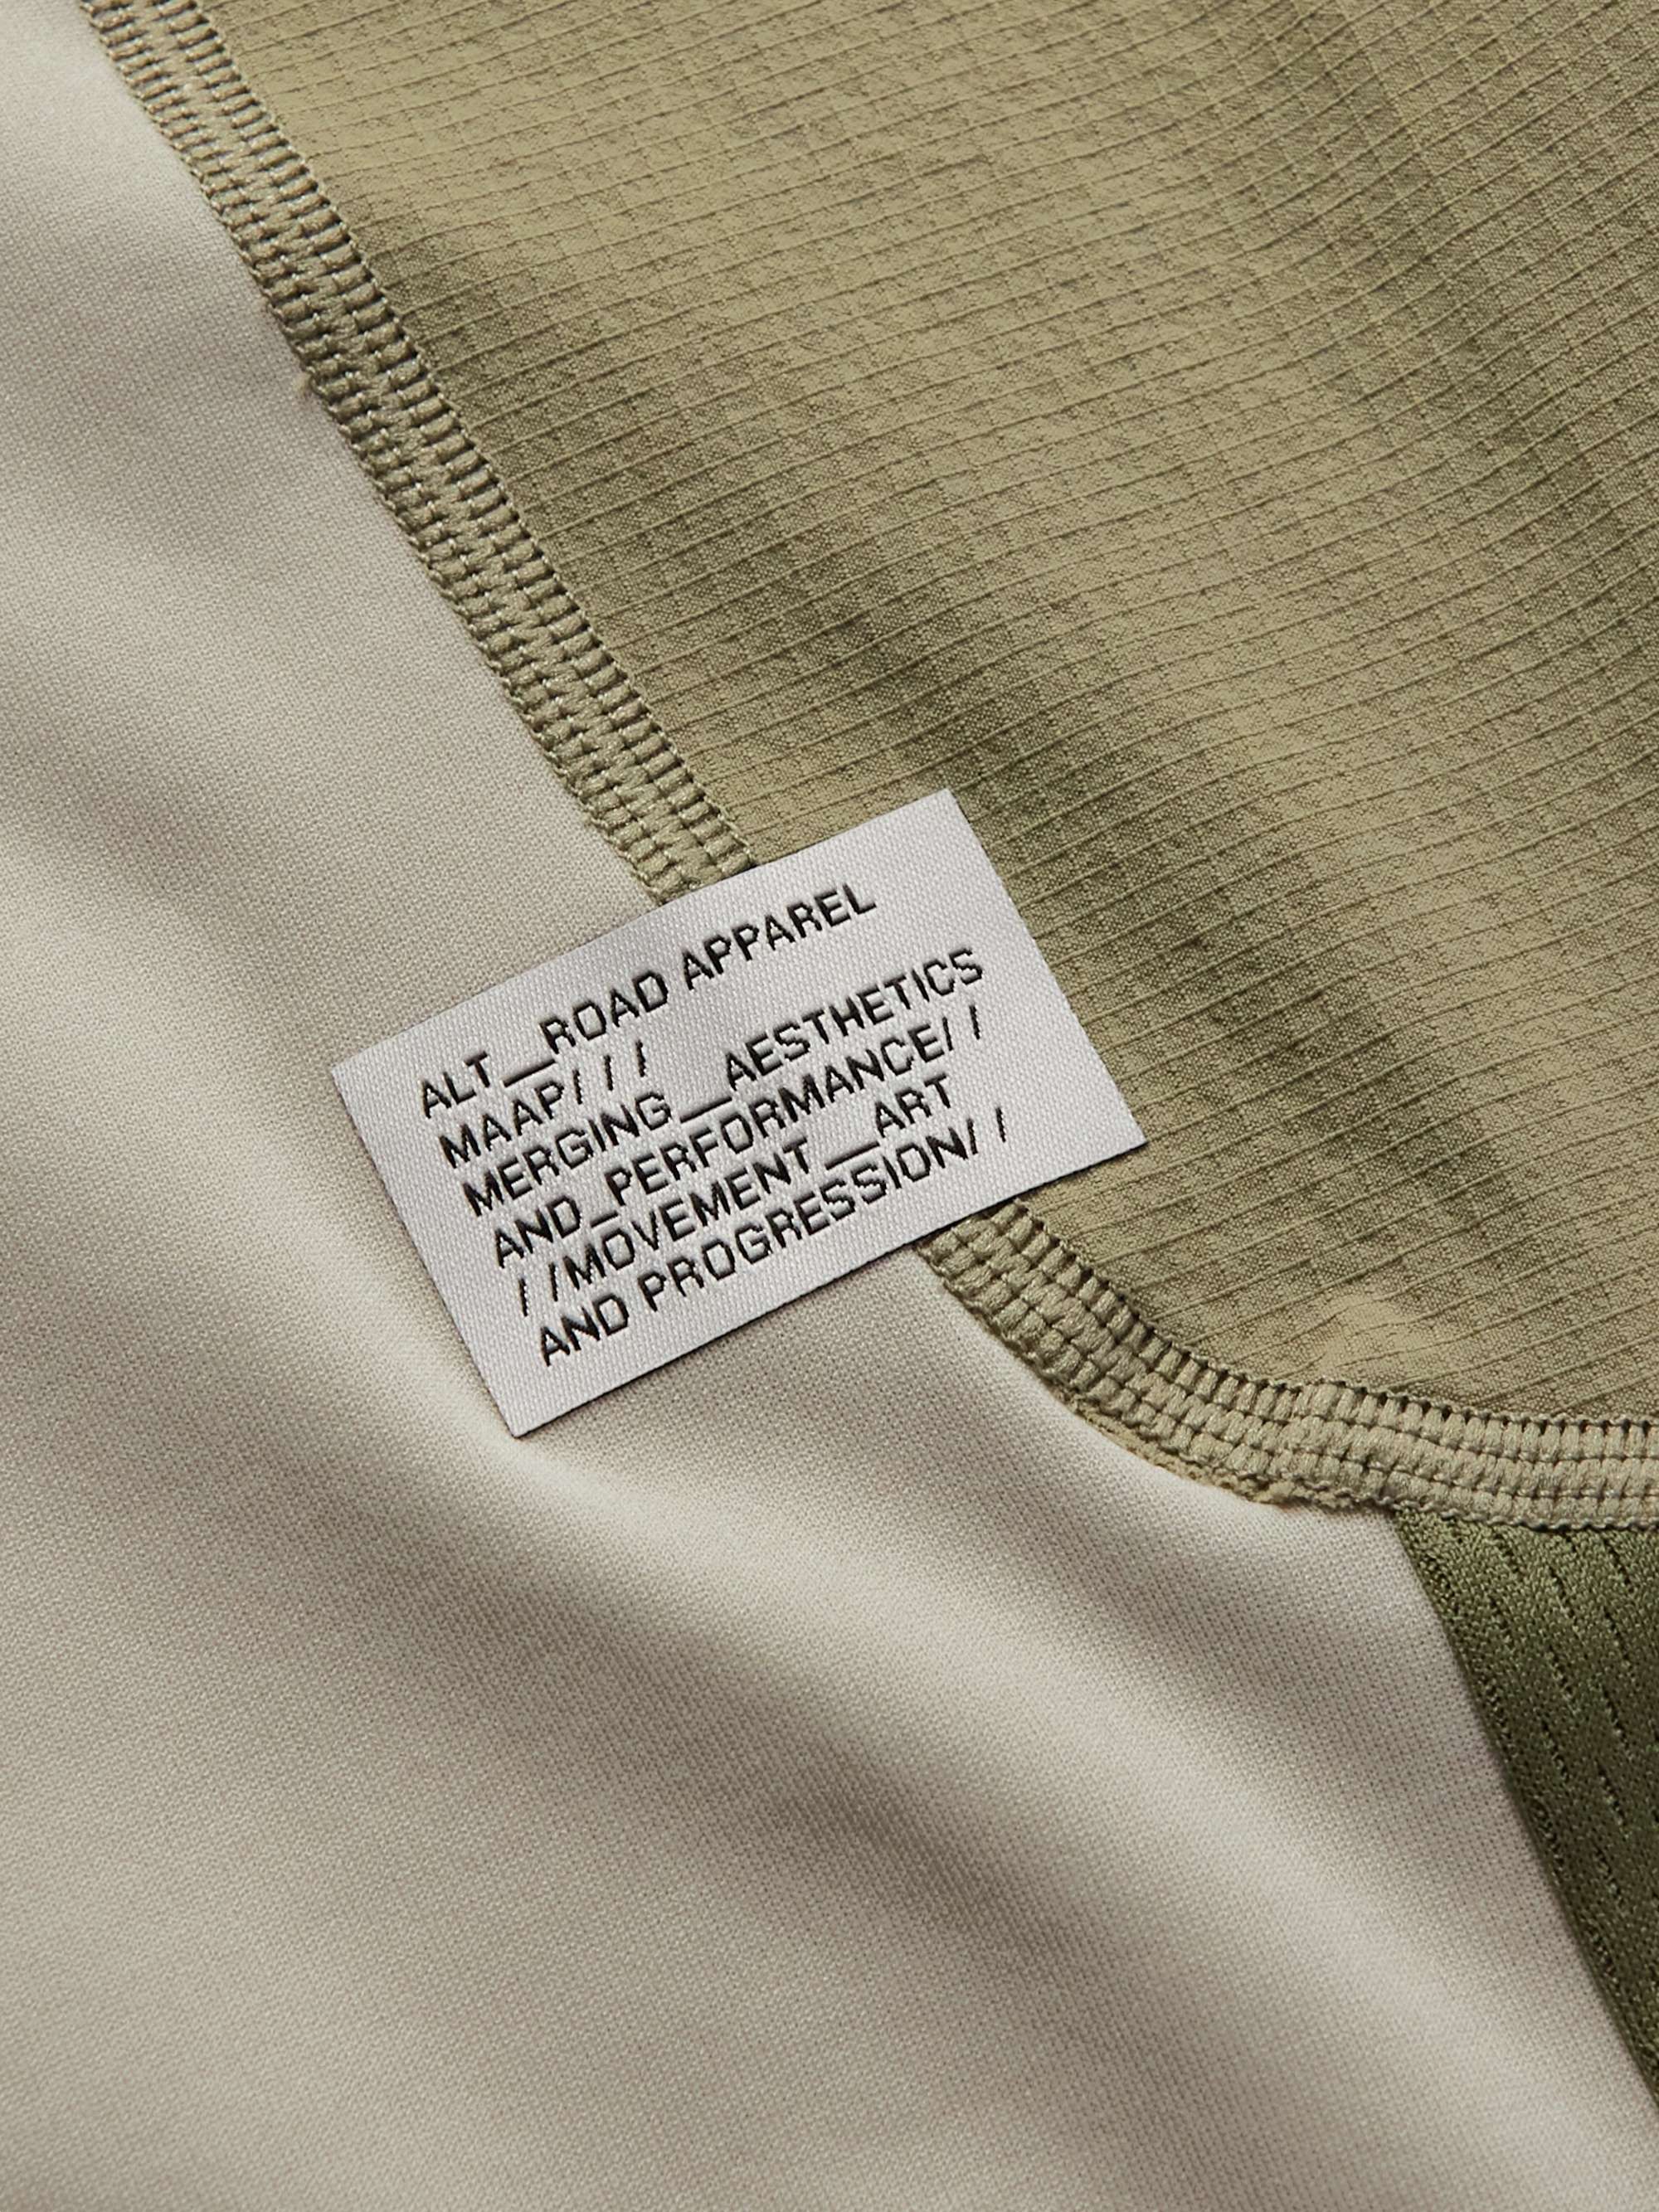 ALT__ROAD APPAREL
MAAP///
MERGING__AESTHETICS
AND_PERFORMANCE//
//MOVEMENT__ART
AND PROGRESSION//